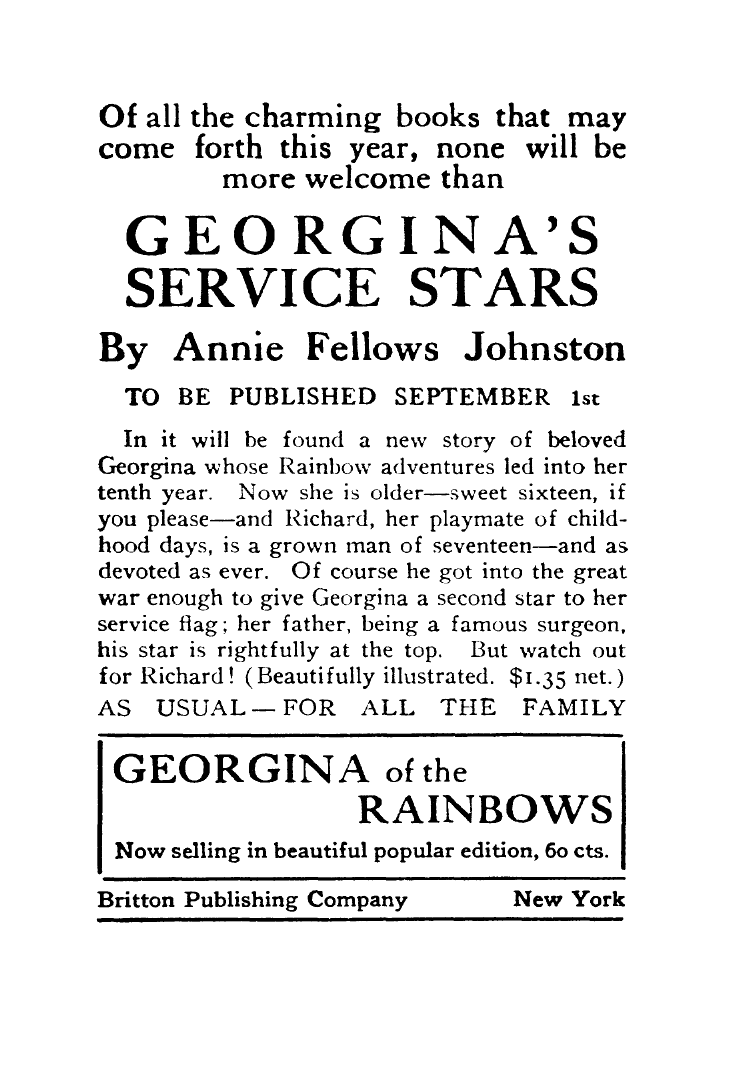 Of all the charming books that may
come forth this year, none will be
more welcome than
GEORGINA'S
SERVICE STARS
By Annie Fellows Johnston
TO BE PUBLISHED SEPTEMBER 1st
In it will be found a new story of beloved
Georgina whose Rainbow adventures led into her
tenth year. Now she is older—sweet sixteen, if
you please—and Richard, her playmate of child-
hood days, is a grown man of seventeen—and as
devoted as ever. Of course he got into the great
war enough to give Georgina a second star to her
service flag; her father, being a famous surgeon,
his star is rightfully at the top. But watch out
for Richard! (Beautifully illustrated. $1.35 net.)
AS USUAL—FOR ALL THE FAMILY
GEORGINA of the
RAINBOWS
Now selling in beautiful popular edition, 60 cts.
Britton Publishing Company New York